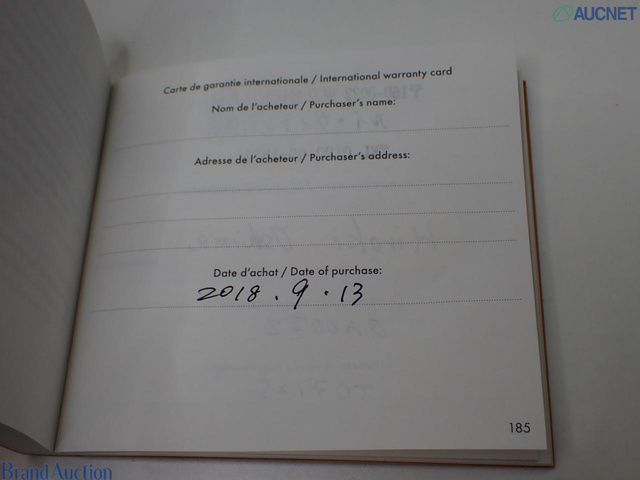 AUCNET
Carte de garantie internationale / International warranty card
Nom de l'acheteur / Purchaser's name:
Adresse de l'acheteur / Purchaser's address:
Date d'achat / Date of purchase:
2018.9.13
185
Brand Auction